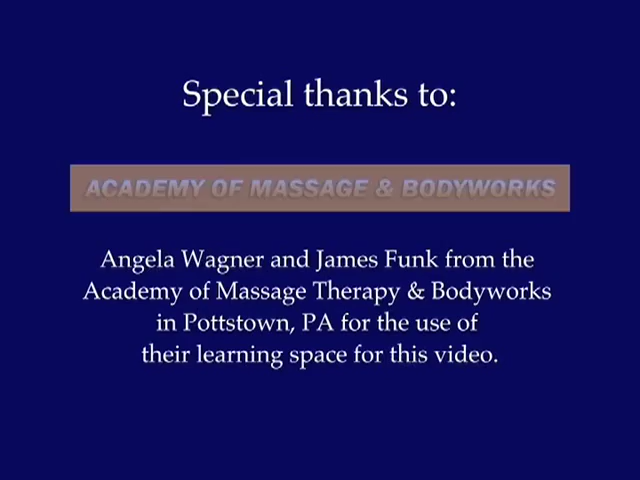 Special thanks to:
ACADEMY OF MASSAGE & BODYWORKS
Angela Wagner and James Funk from the
Academy of Massage Therapy & Bodyworks
in Pottstown, PA for the use of
their learning space for this video.